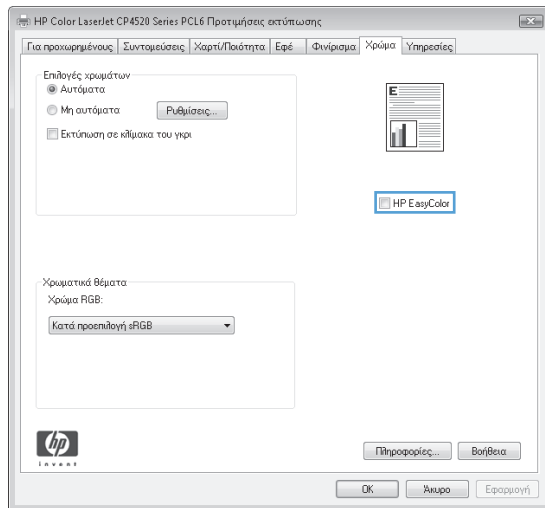 HP Color LaserJet CP4520 Series PCL6 Προτιμήσεις εκτύπωσης
Για προχωρημένους Συντομεύσεις Χαρτί/Ποιότητα Εφέ Φινίρισμα Χρώμα Υπηρεσίες
Επιλογές χρωμάτων
Αυτόματα
Μη αυτόματα Ρυθμίσεις...
Εκτύπωση σε κλίμακα του γκρι
E
HP EasyColor
Χρωματικά θέματα
Χρώμα RGB:
Κατά προεπιλογή sRGB
hp
invent
Πληροφορίες... Βοήθεια
OK Άκυρο Εφαρμογή